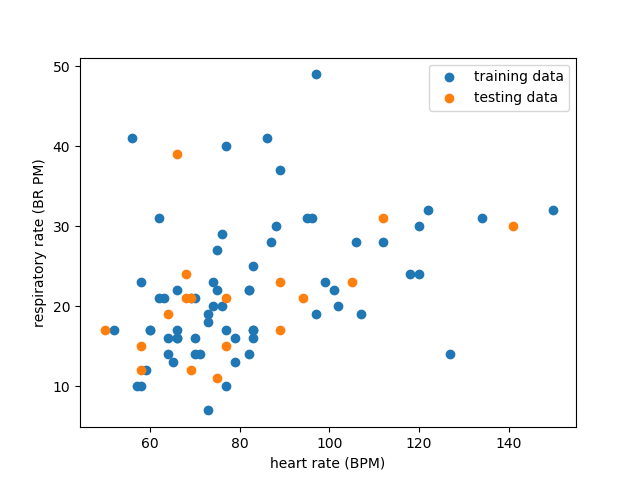 training data
testing data
50
40
30
20
10
respiratory rate (BR PM)
60 80 100 120 140
heart rate (BPM)